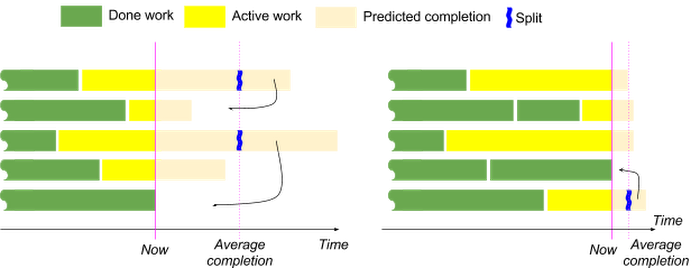 Done work
Active work
Predicted completion
Split
Now
Average
completion
Time
Now
Average
completion
Time